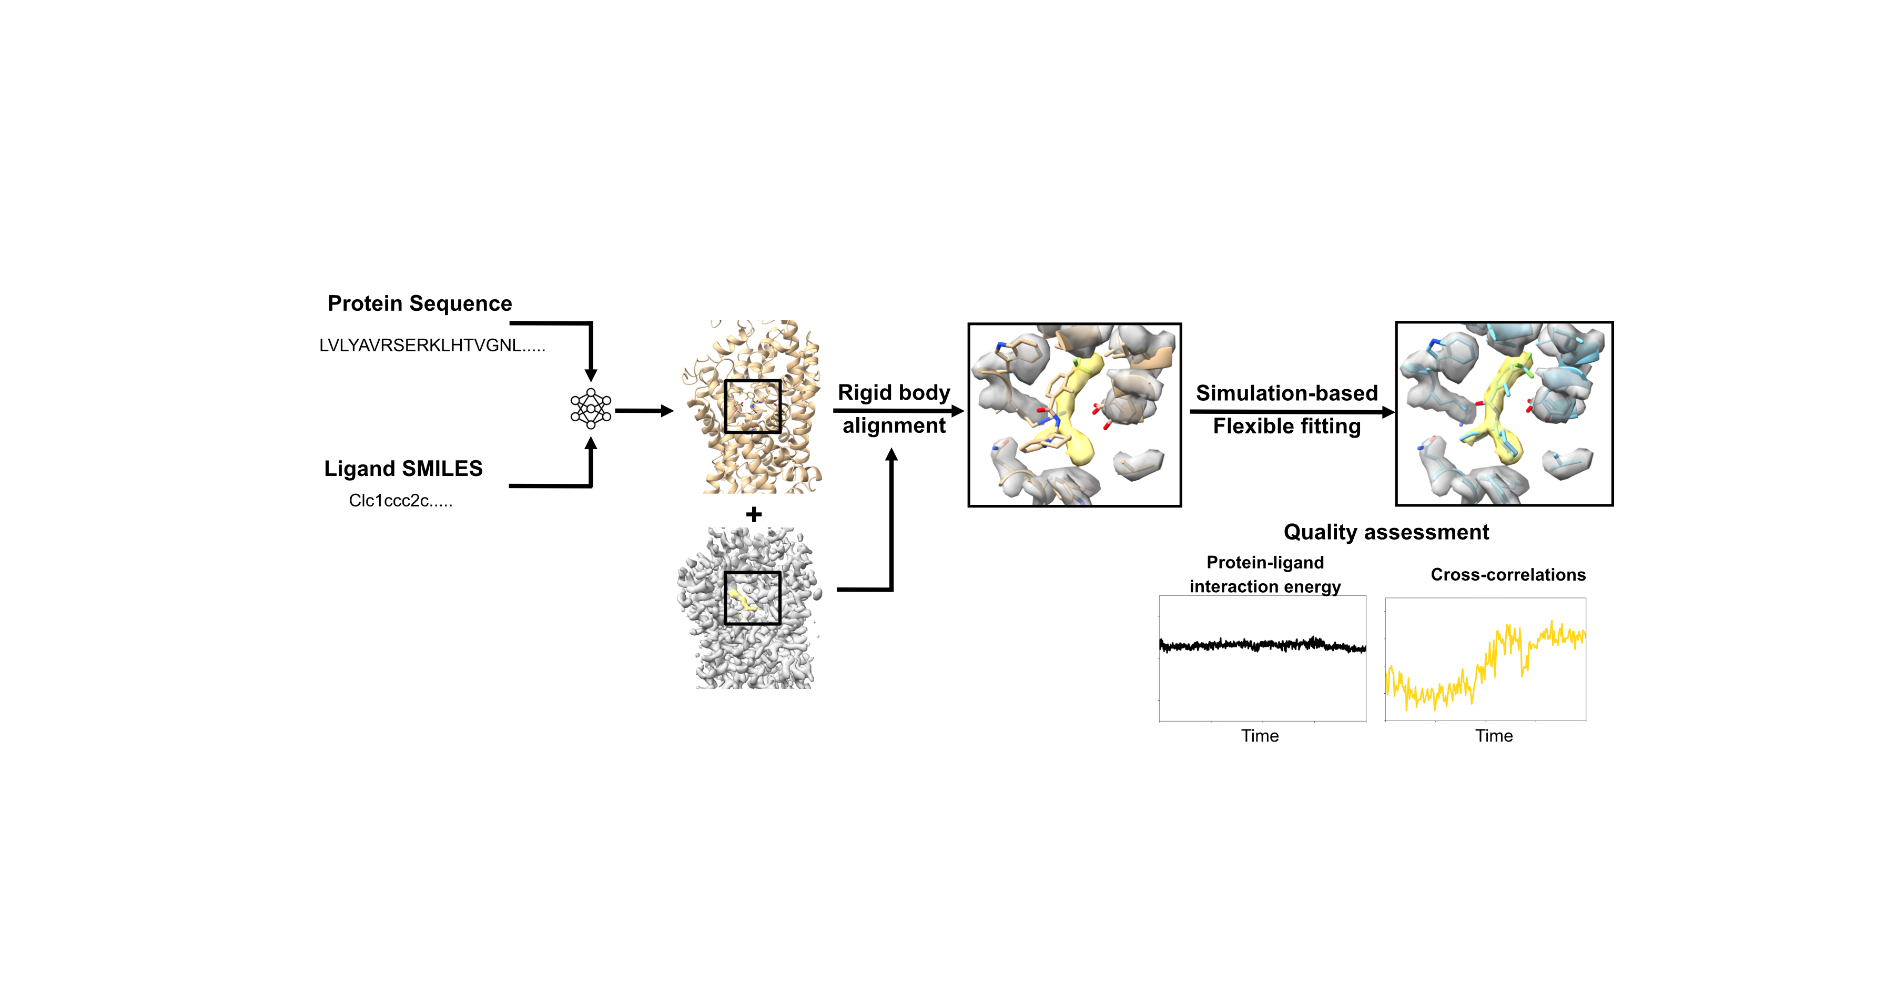 Protein Sequence
LVLYAVRSERKLHTVGNL.....
Ligand SMILES
Clc1ccc2c.....
+
Rigid body
alignment
Simulation-based
Flexible fitting
Quality assessment
Protein-ligand
interaction energy
Time
Cross-correlations
Time